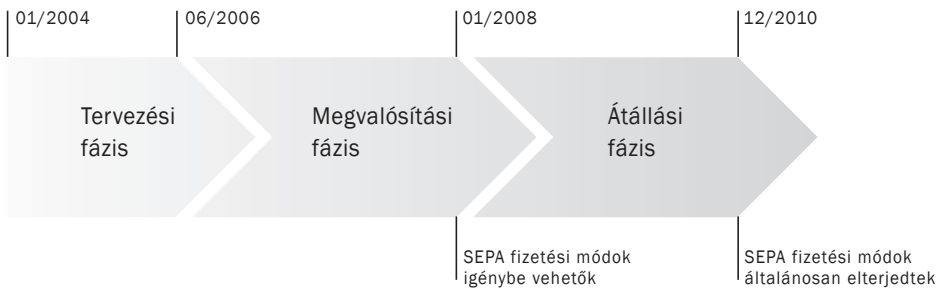 01/2004
06/2006
01/2008
12/2010
Tervezési
fázis
Megvalósítási
fázis
Átállási
fázis
SEPA fizetési módok
igénybe vehetők
SEPA fizetési módok
általánosan elterjedtek